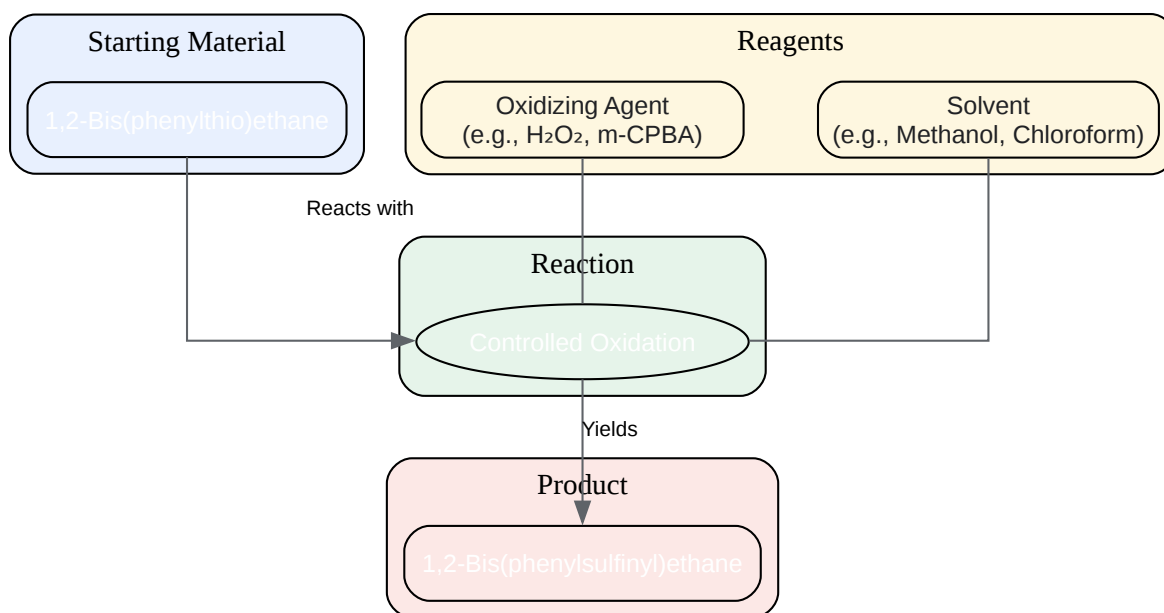 Starting Material
1,2-Bis(phenylthio)ethane
Reagents
Oxidizing Agent
(e.g., H₂O₂, m-CPBA)
Solvent
(e.g., Methanol, Chloroform)
Reacts with
Reaction
Controlled Oxidation
Yields
Product
1,2-Bis(phenylsulfinyl)ethane